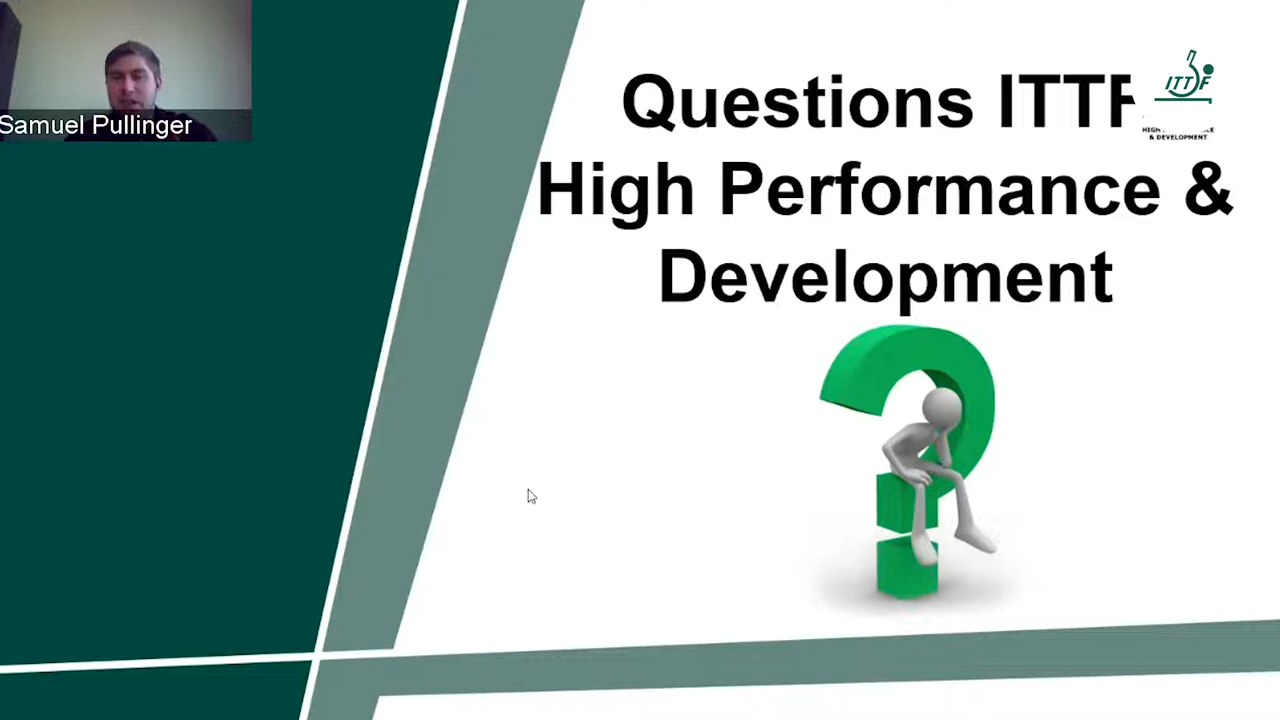 Samuel Pullinger
Questions ITTF
High Performance &
Development
ITTF
& DEVELOPMENT